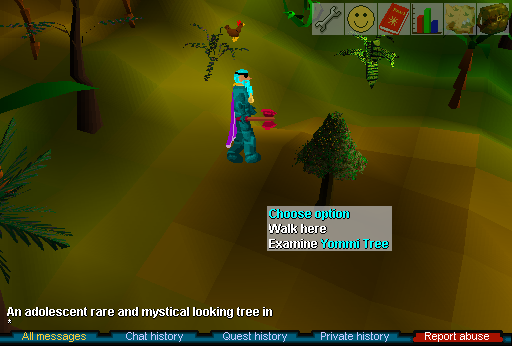 Choose option
Walk here
Examine Yommi Tree
An adolescent rare and mystical looking tree in
*
All messages
Chat history
Quest history
Private history
Report abuse